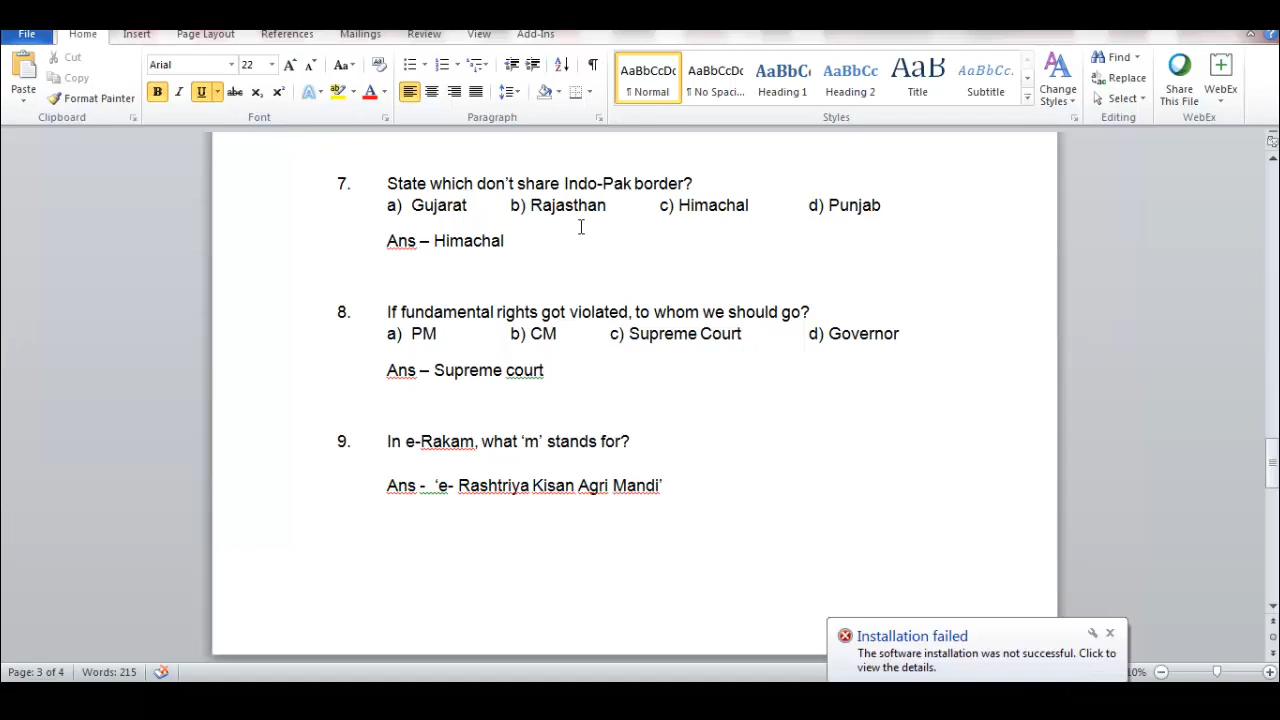 File Home Insert Page Layout References Mailings Review View Add-Ins
Paste Cut Copy Format Painter
Arial 22 Aa
B I U abc x₂ x² A A
AaBbCcDc AaBbCcDc AaBbC AaBbCc AaB AaBbCc.
¶ Normal ¶ No Spaci... Heading 1 Heading 2 Title Subtitle
Change Styles
Find Replace Select
Share This File WebEx
Clipboard Font Paragraph Styles Editing WebEx
7. State which don't share Indo-Pak border?
a) Gujarat b) Rajasthan c) Himachal d) Punjab
Ans – Himachal
8. If fundamental rights got violated, to whom we should go?
a) PM b) CM c) Supreme Court d) Governor
Ans – Supreme court
9. In e-Rakam, what 'm' stands for?
Ans - 'e- Rashtriya Kisan Agri Mandi'
Installation failed
The software installation was not successful. Click to
view the details.
Page: 3 of 4 Words: 215